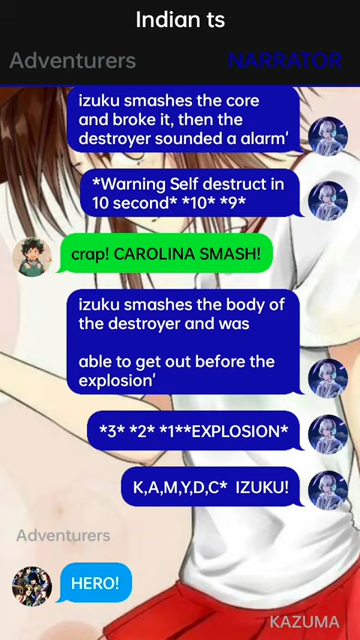 Indian ts
Adventurers
NARRATOR
izuku smashes the core
and broke it, then the
destroyer sounded a alarm'
*Warning Self destruct in
10 second* *10* *9*
crap! CAROLINA SMASH!
izuku smashes the body of
the destroyer and was
able to get out before the
explosion'
*3* *2* *1**EXPLOSION*
K,A,M,Y,D,C* IZUKU!
Adventurers
HERO!
KAZUMA